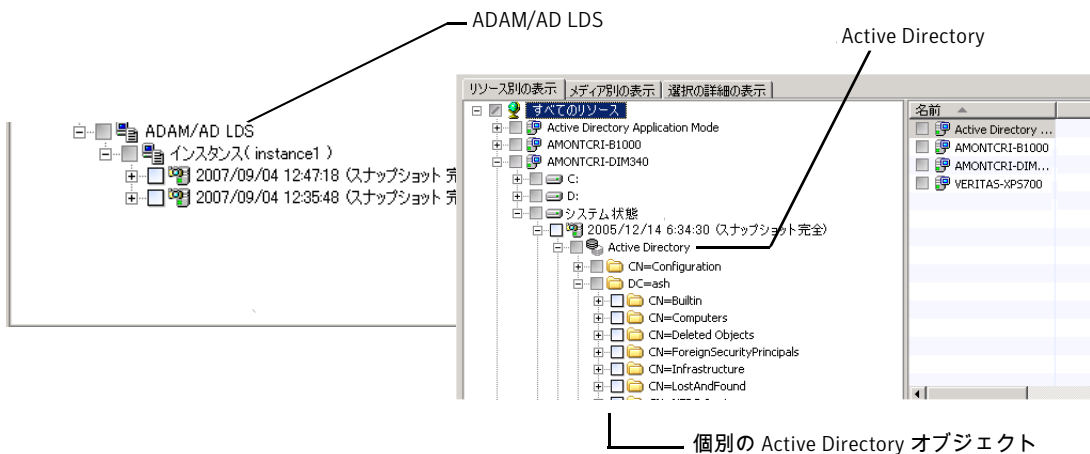 ADAM/AD LDS
Active Directory
ADAM/AD LDS
インスタンス( instance1 )
2007/09/04 12:47:18 (スナップショット 完
2007/09/04 12:35:48 (スナップショット 完
リソース別の表示 メディア別の表示 選択の詳細の表示
すべてのリソース
Active Directory Application Mode
AMONTCRI-B1000
AMONTCRI-DIM340
C:
D:
システム状態
2005/12/14 6:34:30 (スナップショット完全)
Active Directory
CN=Configuration
DC=ash
CN=Builtin
CN=Computers
CN=Deleted Objects
CN=ForeignSecurityPrincipals
CN=Infrastructure
CN=LostAndFound
名前
Active Directory ...
AMONTCRI-B1000
AMONTCRI-DIM...
VERITAS-XPS700
個別の Active Directory オブジェクト